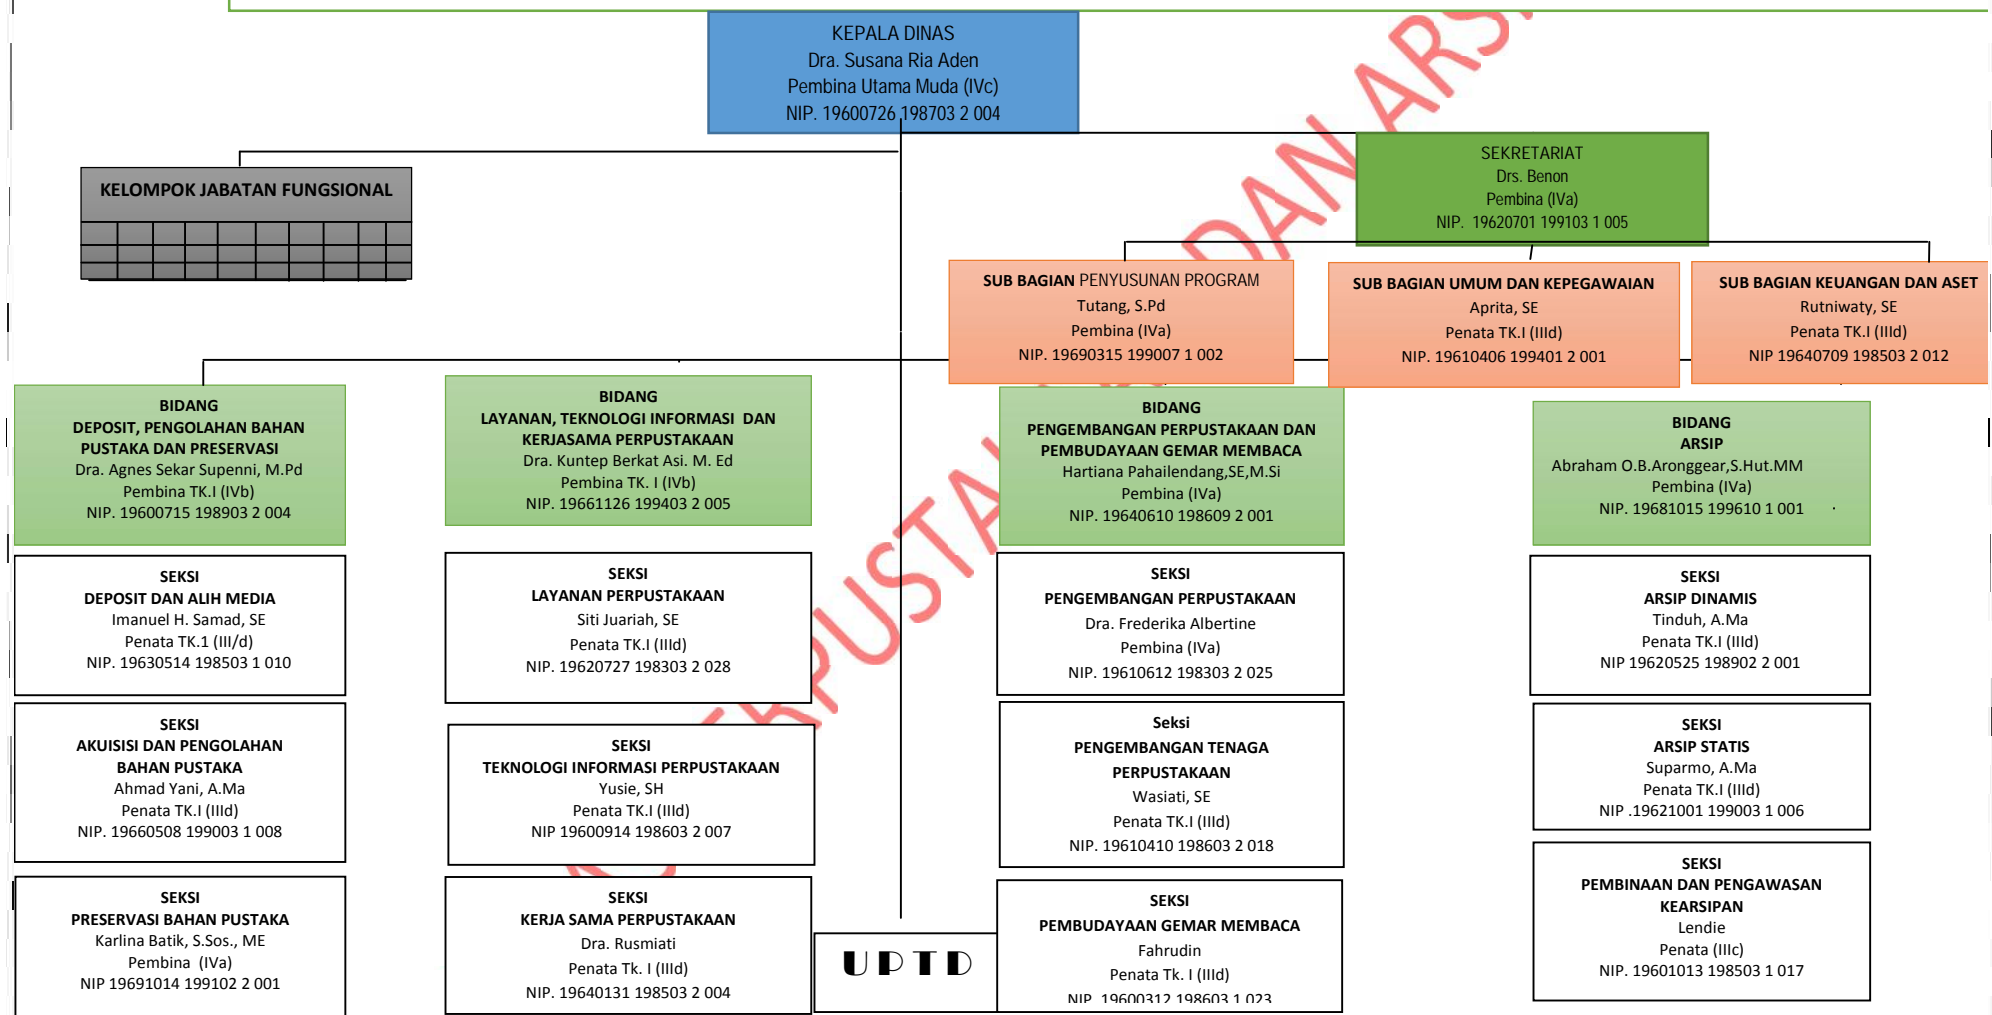 KEPALA DINAS
Dra. Susana Ria Aden
Pembina Utama Muda (IVc)
NIP. 19600726 198703 2 004
SEKRETARIAT
Drs. Benon
Pembina (IVa)
NIP. 19620701 199103 1 005
KELOMPOK JABATAN FUNGSIONAL
SUB BAGIAN PENYUSUNAN PROGRAM
Tutang, S.Pd
Pembina (IVa)
NIP. 19690315 199007 1 002
SUB BAGIAN UMUM DAN KEPEGAWAIAN
Aprita, SE
Penata TK.I (IIId)
NIP. 19610406 199401 2 001
SUB BAGIAN KEUANGAN DAN ASET
Rutniwaty, SE
Penata TK.I (IIId)
NIP 19640709 198503 2 012
BIDANG
DEPOSIT, PENGOLAHAN BAHAN
PUSTAKA DAN PRESERVASI
Dra. Agnes Sekar Supenni, M.Pd
Pembina TK.I (IVb)
NIP. 19600715 198903 2 004
BIDANG
LAYANAN, TEKNOLOGI INFORMASI DAN
KERJASAMA PERPUSTAKAAN
Dra. Kuntep Berkat Asi. M. Ed
Pembina TK. I (IVb)
NIP. 19661126 199403 2 005
BIDANG
PENGEMBANGAN PERPUSTAKAAN DAN
PEMBUDAYAAN GEMAR MEMBACA
Hartiana Pahailendang,SE,M.Si
Pembina (IVa)
NIP. 19640610 198609 2 001
BIDANG
ARSIP
Abraham O.B.Aronggear,S.Hut.MM
Pembina (IVa)
NIP. 19681015 199610 1 001
SEKSI
DEPOSIT DAN ALIH MEDIA
Imanuel H. Samad, SE
Penata TK.1 (III/d)
NIP. 19630514 198503 1 010
SEKSI
LAYANAN PERPUSTAKAAN
Siti Juariah, SE
Penata TK.I (IIId)
NIP. 19620727 198303 2 028
SEKSI
PENGEMBANGAN PERPUSTAKAAN
Dra. Frederika Albertine
Pembina (IVa)
NIP. 19610612 198303 2 025
SEKSI
ARSIP DINAMIS
Tinduh, A.Ma
Penata TK.I (IIId)
NIP 19620525 198902 2 001
SEKSI
AKUISISI DAN PENGOLAHAN
BAHAN PUSTAKA
Ahmad Yani, A.Ma
Penata TK.I (IIId)
NIP. 19660508 199003 1 008
SEKSI
TEKNOLOGI INFORMASI PERPUSTAKAAN
Yusie, SH
Penata TK.I (IIId)
NIP 19600914 198603 2 007
Seksi
PENGEMBANGAN TENAGA
PERPUSTAKAAN
Wasiati, SE
Penata TK.I (IIId)
NIP. 19610410 198603 2 018
SEKSI
ARSIP STATIS
Suparmo, A.Ma
Penata TK.I (IIId)
NIP .19621001 199003 1 006
SEKSI
PRESERVASI BAHAN PUSTAKA
Karlina Batik, S.Sos., ME
Pembina (IVa)
NIP 19691014 199102 2 001
SEKSI
KERJA SAMA PERPUSTAKAAN
Dra. Rusmiati
Penata Tk. I (IIId)
NIP. 19640131 198503 2 004
UPTD
SEKSI
PEMBUDAYAAN GEMAR MEMBACA
Fahrudin
Penata Tk. I (IIId)
NIP. 19600312 198603 1 023
SEKSI
PEMBINAAN DAN PENGAWASAN
KEARSIPAN
Lendie
Penata (IIIc)
NIP. 19601013 198503 1 017
DAN